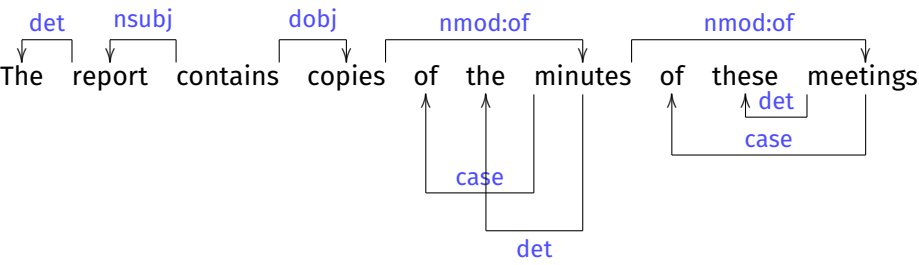 det nsubj dobj nmod:of nmod:of
The report contains copies of the minutes of these meetings
det
case
case
det